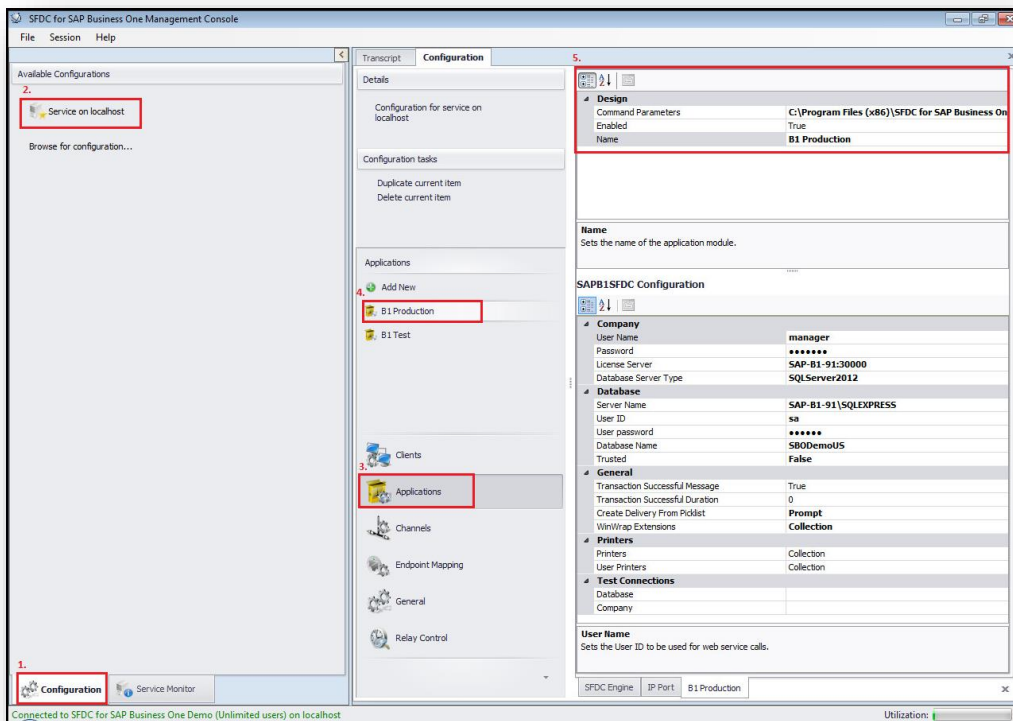 SFDC for SAP Business One Management Console
File Session Help
Available Configurations
2.
Service on localhost
Browse for configuration...
1.
Configuration
Service Monitor
Transcript
Configuration
Details
Configuration for service on
localhost
Configuration tasks
Duplicate current item
Delete current item
Applications
Add New
4.
B1 Production
B1 Test
Clients
3.
Applications
Channels
Endpoint Mapping
General
Relay Control
5.
Design
Command Parameters C:\Program Files (x86)\SFDC for SAP Business On
Enabled True
Name B1 Production
Name
Sets the name of the application module.
SAPB1SFDC Configuration
Company
User Name manager
Password •••••••
License Server SAP-B1-91:30000
Database Server Type SQLServer2012
Database
Server Name SAP-B1-91\SQLEXPRESS
User ID sa
User password ••••••
Database Name SBODemoUS
Trusted False
General
Transaction Successful Message True
Transaction Successful Duration 0
Create Delivery From Picklist Prompt
WinWrap Extensions Collection
Printers
Printers Collection
User Printers Collection
Test Connections
Database
Company
User Name
Sets the User ID to be used for web service calls.
SFDC Engine IP Port B1 Production
Connected to SFDC for SAP Business One Demo (Unlimited users) on localhost
Utilization: